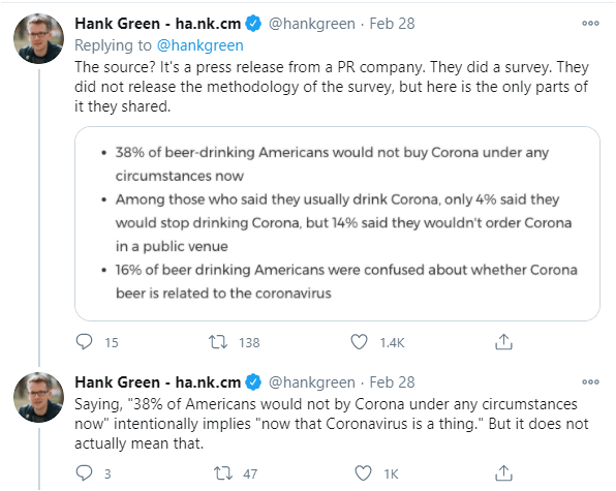 Hank Green - ha.nk.cm @hankgreen · Feb 28
Replying to @hankgreen
The source? It's a press release from a PR company. They did a survey. They
did not release the methodology of the survey, but here is the only parts of
it they shared.
• 38% of beer-drinking Americans would not buy Corona under any
circumstances now
• Among those who said they usually drink Corona, only 4% said they
would stop drinking Corona, but 14% said they wouldn't order Corona
in a public venue
• 16% of beer drinking Americans were confused about whether Corona
beer is related to the coronavirus
15 138 1.4K
Hank Green - ha.nk.cm @hankgreen · Feb 28
Saying, "38% of Americans would not by Corona under any circumstances
now" intentionally implies "now that Coronavirus is a thing." But it does not
actually mean that.
3 47 1K